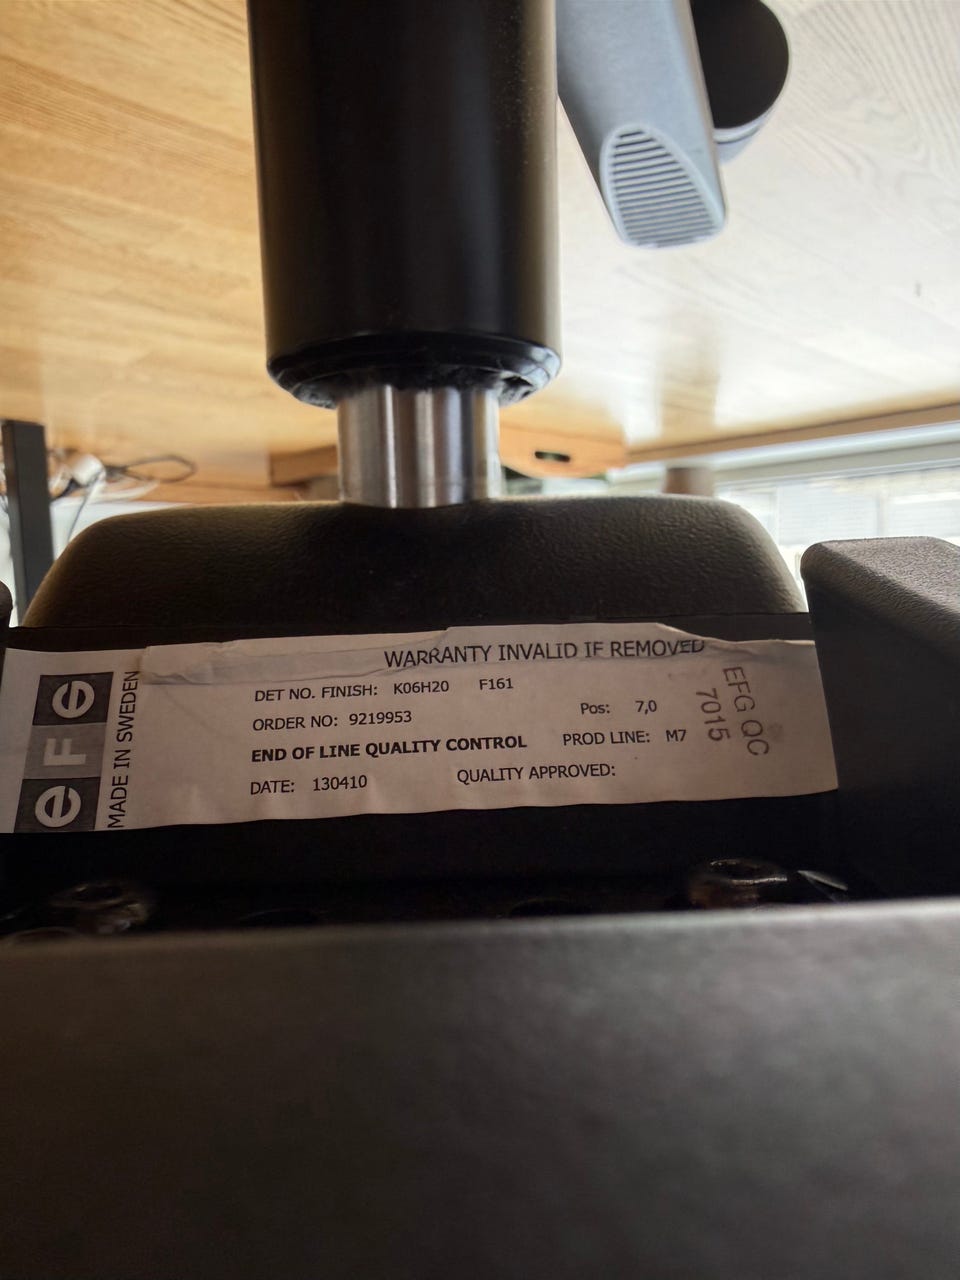 WARRANTY INVALID IF REMOVED
DET NO. FINISH: K06H20 F161
ORDER NO: 9219953 Pos: 7,0
END OF LINE QUALITY CONTROL PROD LINE: M7
DATE: 130410 QUALITY APPROVED:
EFG QC
7015
eFG
MADE IN SWEDEN